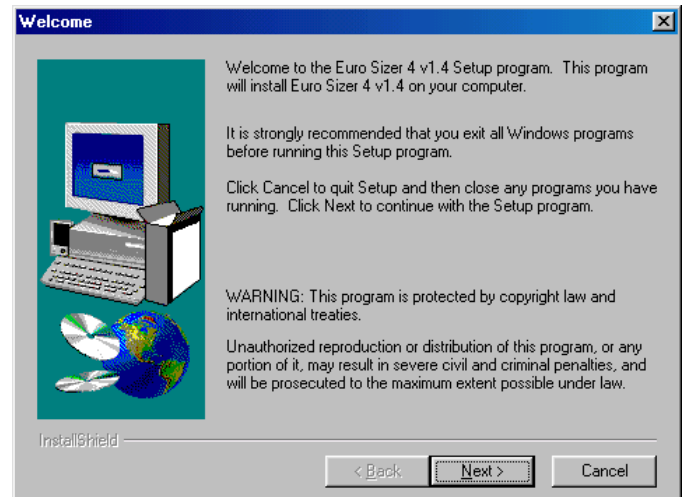 Welcome
Welcome to the Euro Sizer 4 v1.4 Setup program.  This program
will install Euro Sizer 4 v1.4 on your computer.
It is strongly recommended that you exit all Windows programs
before running this Setup program.
Click Cancel to quit Setup and then close any programs you have
running.  Click Next to continue with the Setup program.
WARNING: This program is protected by copyright law and
international treaties.
Unauthorized reproduction or distribution of this program, or any
portion of it, may result in severe civil and criminal penalties, and
will be prosecuted to the maximum extent possible under law.
InstallShield
< Back Next > Cancel